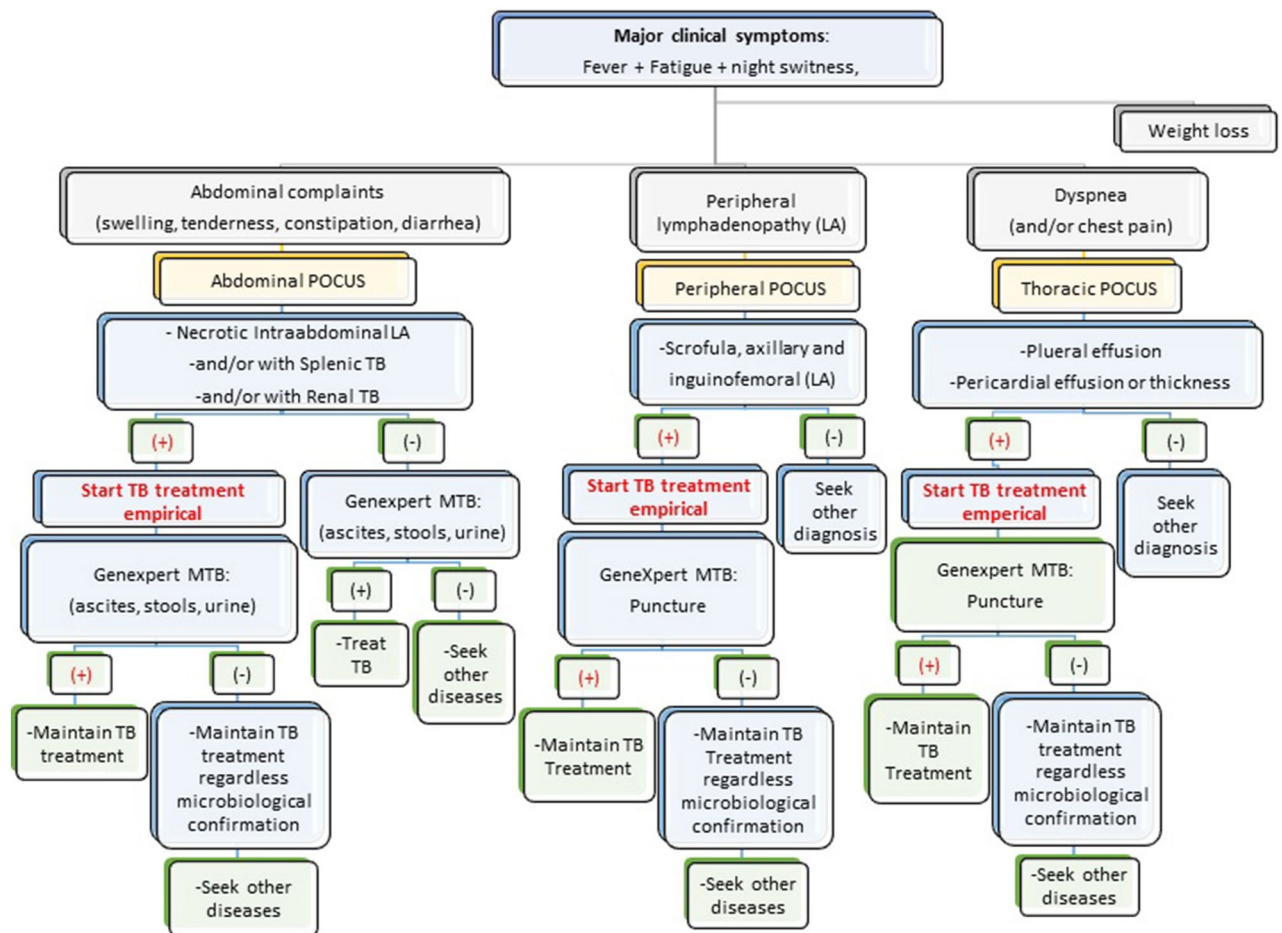 Major clinical symptoms:
Fever + Fatigue + night switness,
Weight loss
Abdominal complaints
(swelling, tenderness, constipation, diarrhea)
Abdominal POCUS
- Necrotic Intraabdominal LA
-and/or with Splenic TB
-and/or with Renal TB
(+)
(-)
Start TB treatment
empirical
Genexpert MTB:
(ascites, stools, urine)
(+)
(-)
-Maintain TB
treatment
-Maintain TB
treatment
regardless
microbiological
confirmation
-Seek other
diseases
Genexpert MTB:
(ascites, stools, urine)
(+)
(-)
-Treat
TB
-Seek
other
diseases
Peripheral
lymphadenopathy (LA)
Peripheral POCUS
-Scrofula, axillary and
inguinofemoral (LA)
(+)
(-)
Start TB treatment
empirical
Seek
other
diagnosis
GeneXpert MTB:
Puncture
(+)
(-)
-Maintain TB
Treatment
-Maintain TB
Treatment
regardless
microbiological
confirmation
-Seek other
diseases
Dyspnea
(and/or chest pain)
Thoracic POCUS
-Plueral effusion
-Pericardial effusion or thickness
(+)
(-)
Start TB treatment
emperical
Seek
other
diagnosis
Genexpert MTB:
Puncture
(+)
(-)
-Maintain
TB
Treatment
-Maintain TB
treatment
regardless
microbiological
confirmation
-Seek other
diseases